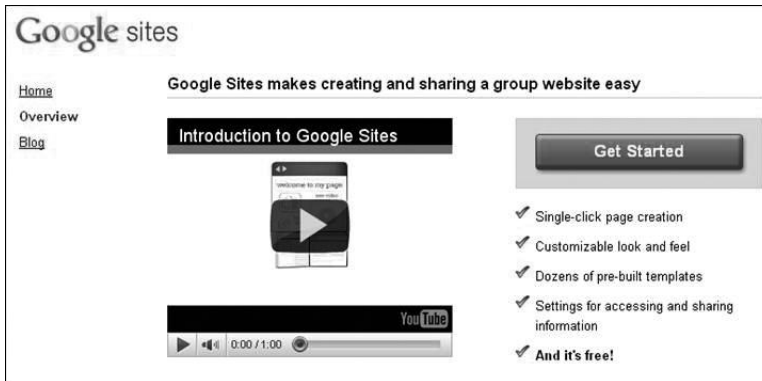 Google sites
Home
Overview
Blog
Google Sites makes creating and sharing a group website easy
Introduction to Google Sites
welcome to my page
YouTube
0:00 / 1:00
Get Started
Single-click page creation
Customizable look and feel
Dozens of pre-built templates
Settings for accessing and sharing
information
And it's free!